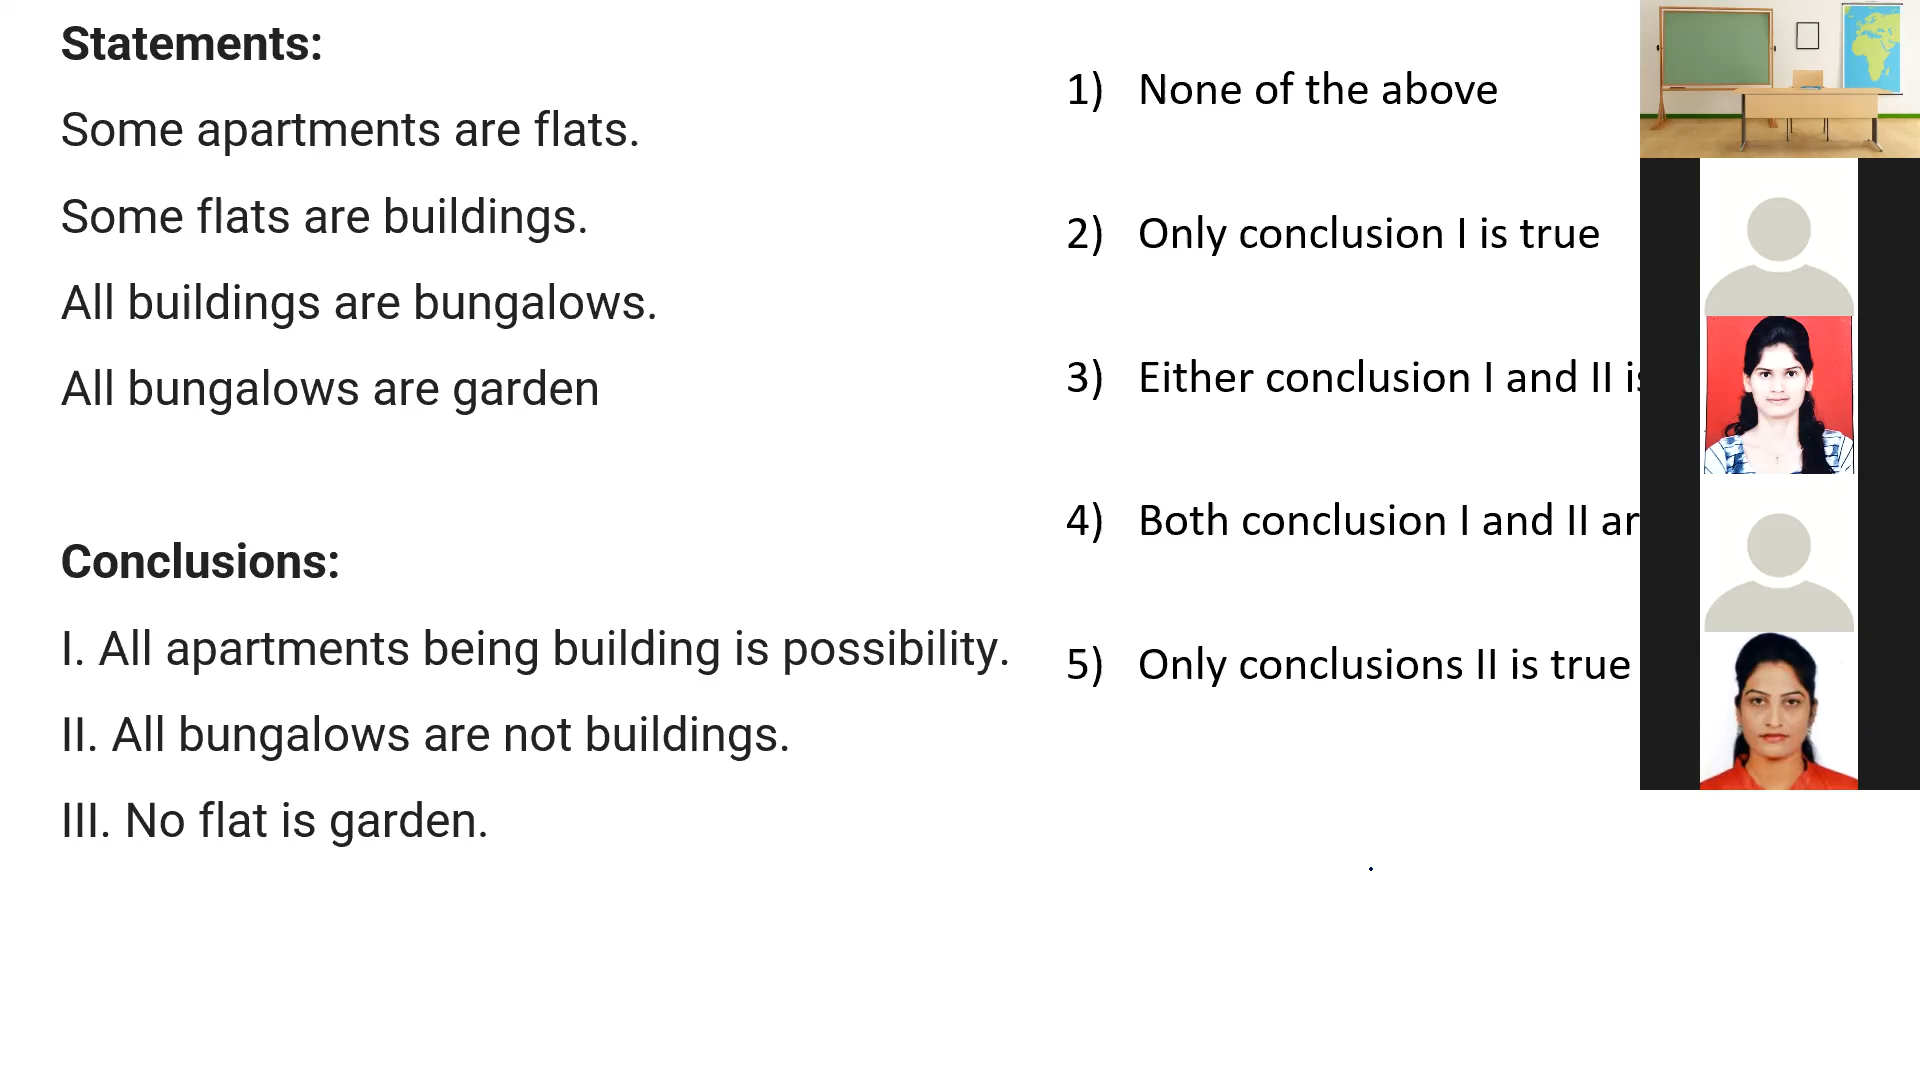 Statements:
Some apartments are flats.
Some flats are buildings.
All buildings are bungalows.
All bungalows are garden
Conclusions:
I. All apartments being building is possibility.
II. All bungalows are not buildings.
III. No flat is garden.
1) None of the above
2) Only conclusion I is true
3) Either conclusion I and II
4) Both conclusion I and II
5) Only conclusions II is true